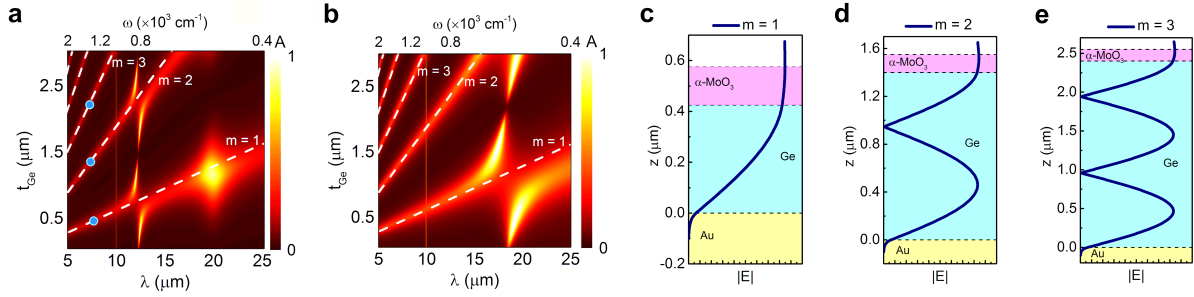 a
ω (×10³ cm⁻¹)
2 1.2 0.8 0.4 A
1
0
m = 3
m = 2
m = 1
t_Ge (μm)
2.5
1.5
0.5
5 10 15 20 25
λ (μm)
b
ω (×10³ cm⁻¹)
2 1.2 0.8 0.4 A
1
0
m = 3
m = 2
m = 1
t_Ge (μm)
2.5
1.5
0.5
5 10 15 20 25
λ (μm)
c
m = 1
z (μm)
0.6
0.4
0.2
0.0
-0.2
α-MoO₃
Ge
Au
|E|
d
m = 2
z (μm)
1.6
1.2
0.8
0.4
0.0
α-MoO₃
Ge
Au
|E|
e
m = 3
z (μm)
2.5
2.0
1.5
1.0
0.5
0.0
α-MoO₃
Ge
Au
|E|